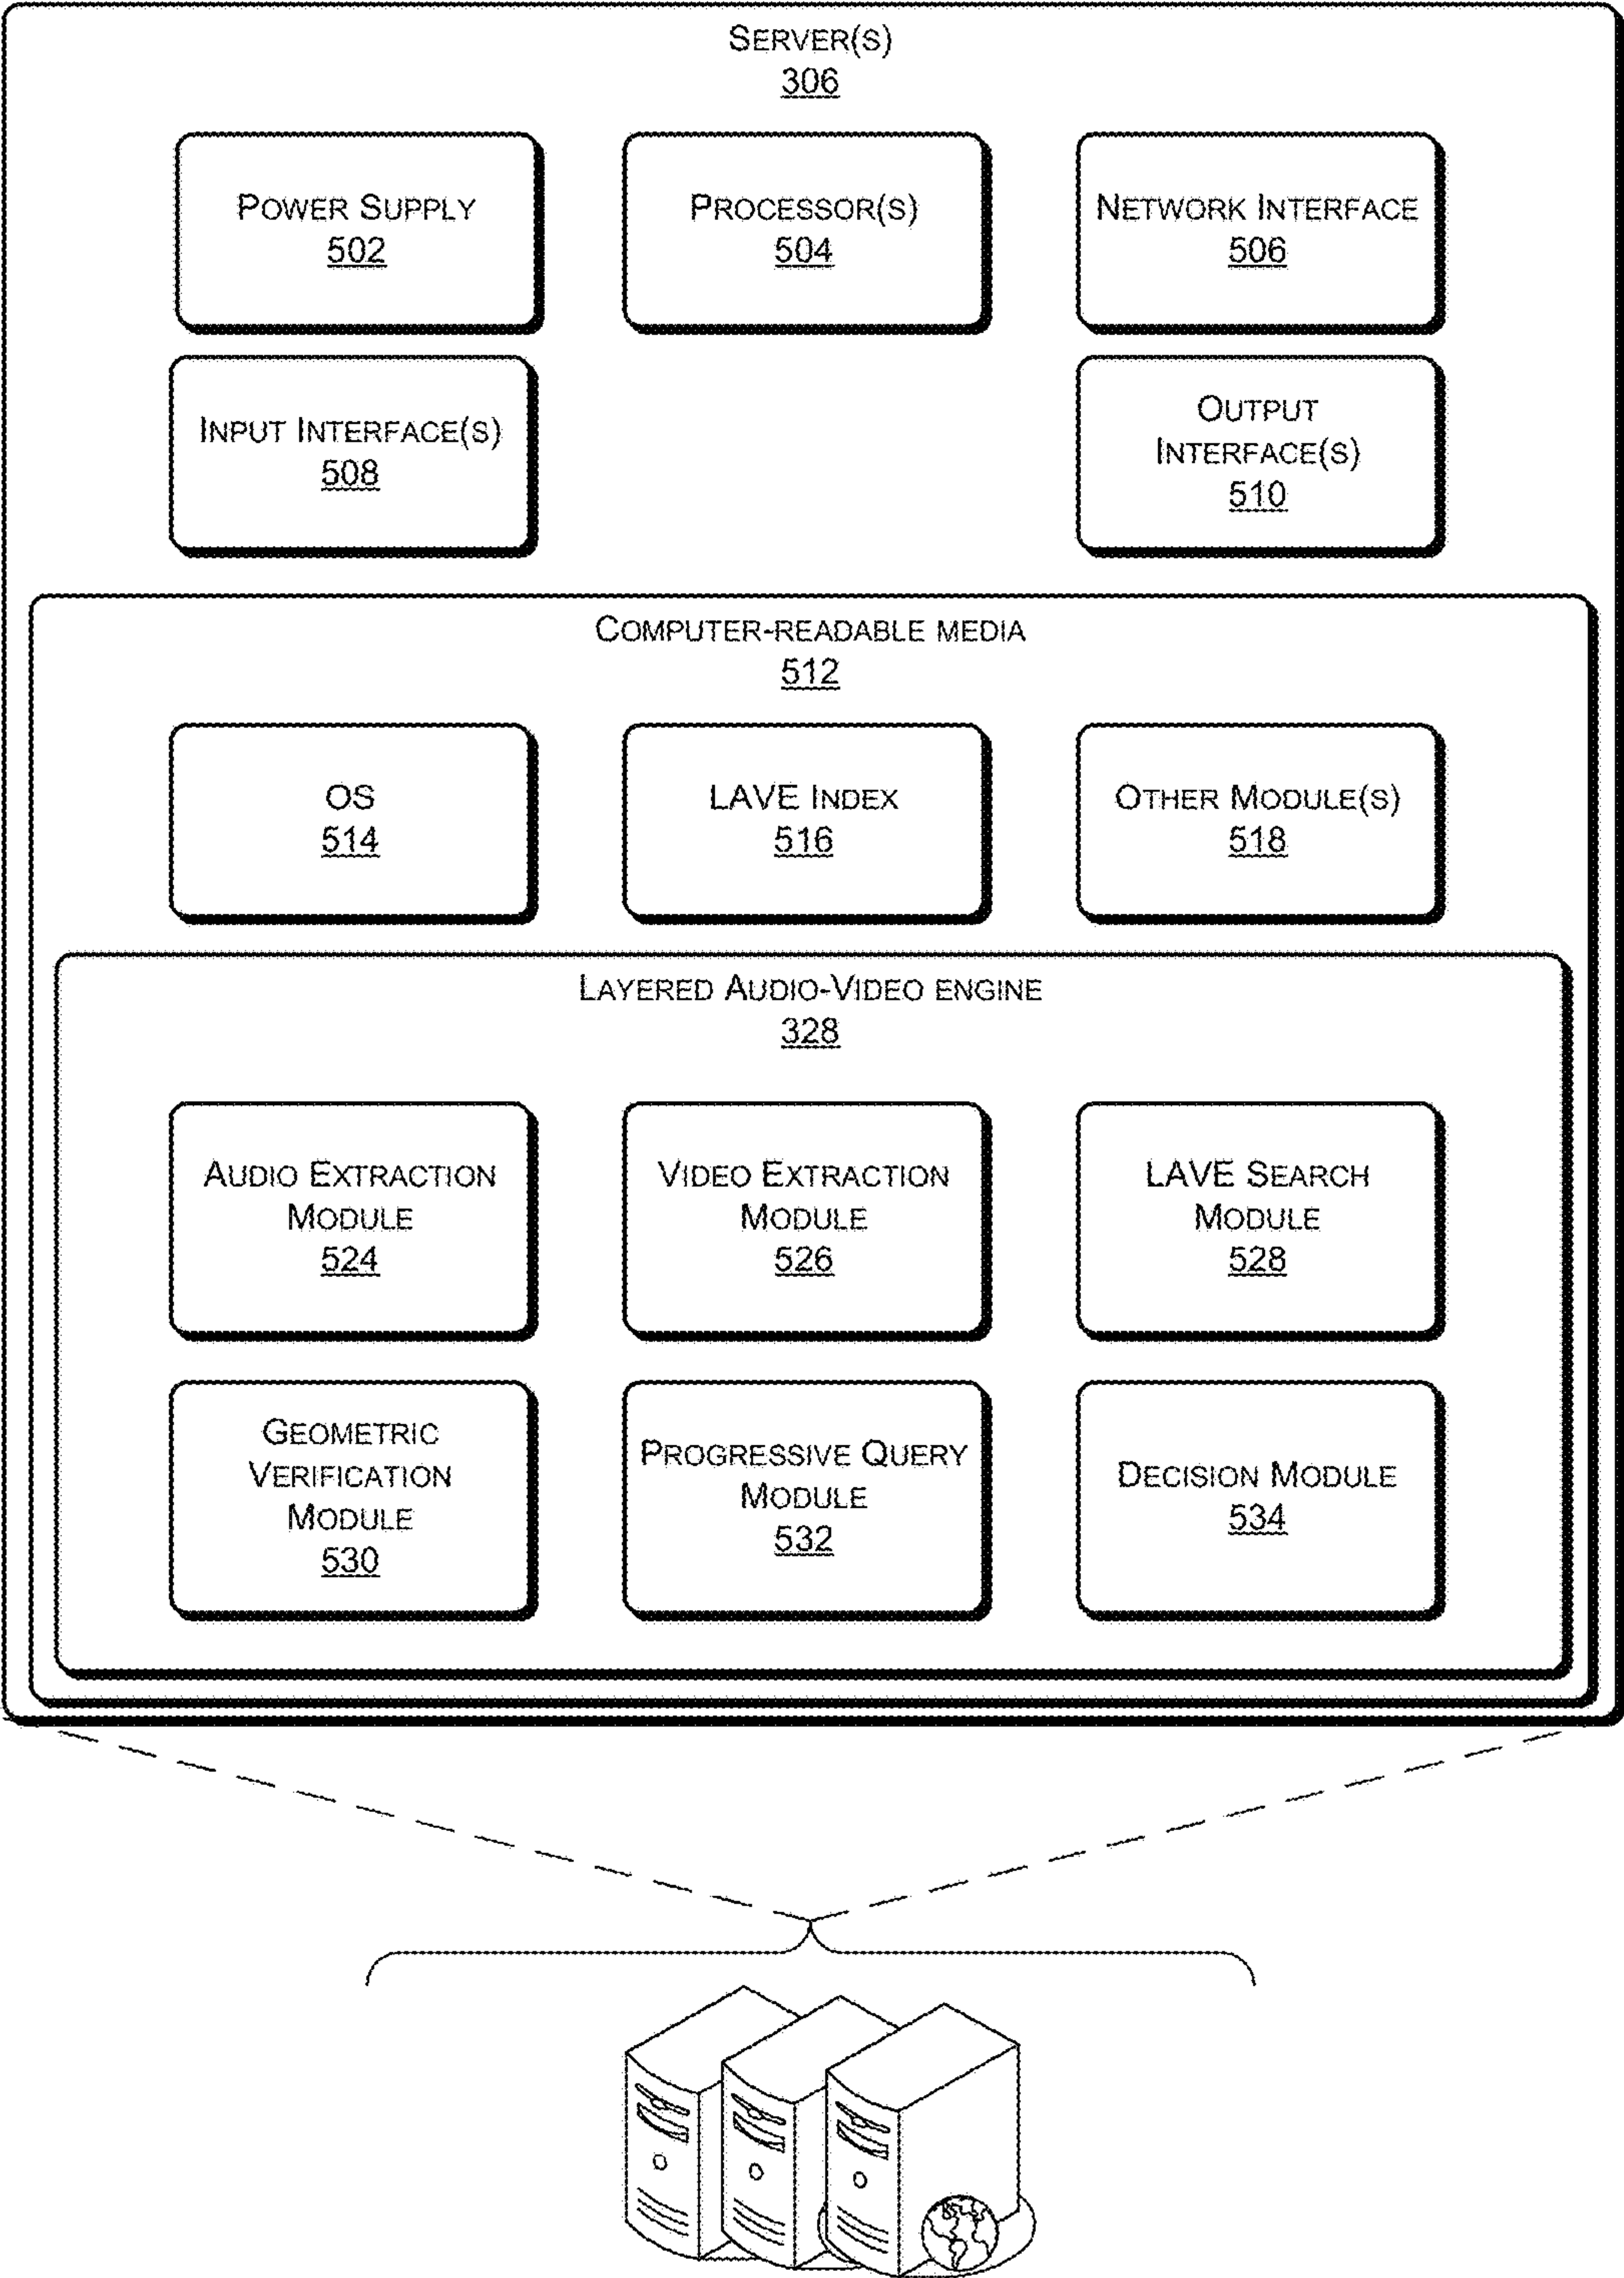 SERVER(S)
306
POWER SUPPLY
502
PROCESSOR(S)
504
NETWORK INTERFACE
506
INPUT INTERFACE(S)
508
OUTPUT
INTERFACE(S)
510
COMPUTER-READABLE MEDIA
512
OS
514
LAVE INDEX
516
OTHER MODULE(S)
518
LAYERED AUDIO-VIDEO ENGINE
328
AUDIO EXTRACTION
MODULE
524
VIDEO EXTRACTION
MODULE
526
LAVE SEARCH
MODULE
528
GEOMETRIC
VERIFICATION
MODULE
530
PROGRESSIVE QUERY
MODULE
532
DECISION MODULE
534